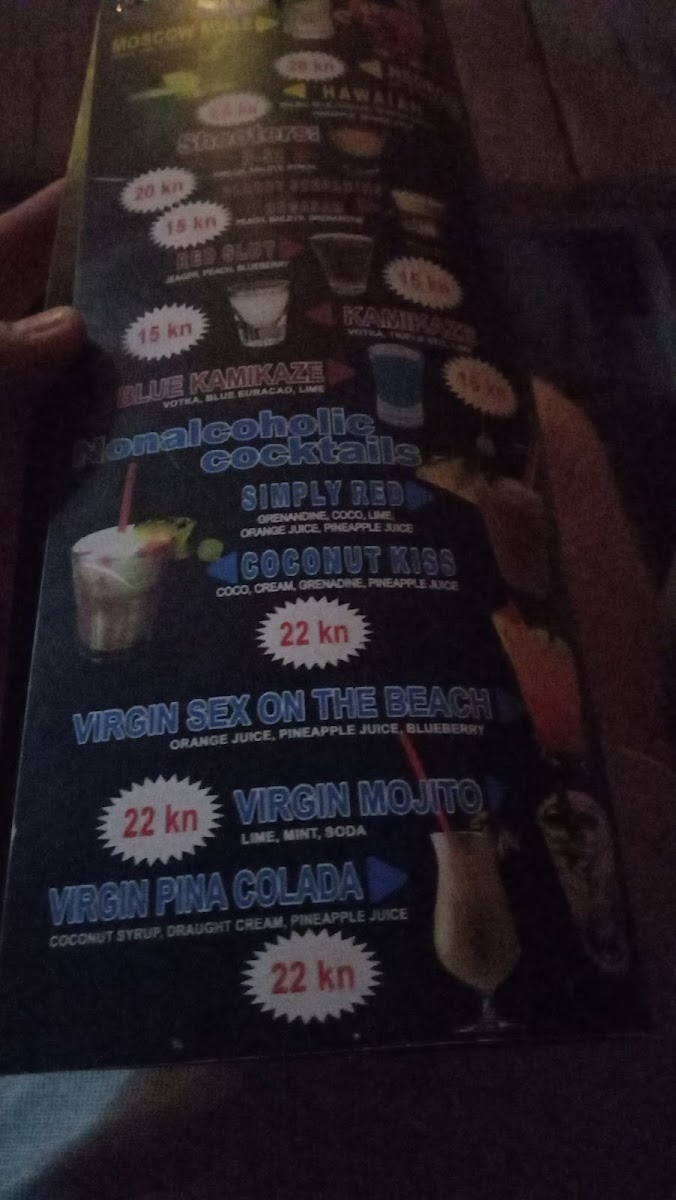 MOSCOW MULE
20 kn
HAWAIAN
Shooters:
20 kn
15 kn
RED SLUT
JEAGER, PEACH, BLUEBERRY
15 kn
KAMIKAZE
15 kn
BLUE KAMIKAZE
VOTKA, BLUE EURACAO, LIME
15 kn
Nonalcoholic
cocktails
SIMPLY RED
GRENANDINE, COCO, LIME,
ORANGE JUICE, PINEAPPLE JUICE
COCONUT KISS
COCO, CREAM, GRENADINE, PINEAPPLE JUICE
22 kn
VIRGIN SEX ON THE BEACH
ORANGE JUICE, PINEAPPLE JUICE, BLUEBERRY
22 kn
VIRGIN MOJITO
LIME, MINT, SODA
VIRGIN PINA COLADA
COCONUT SYRUP, DRAUGHT CREAM, PINEAPPLE JUICE
22 kn